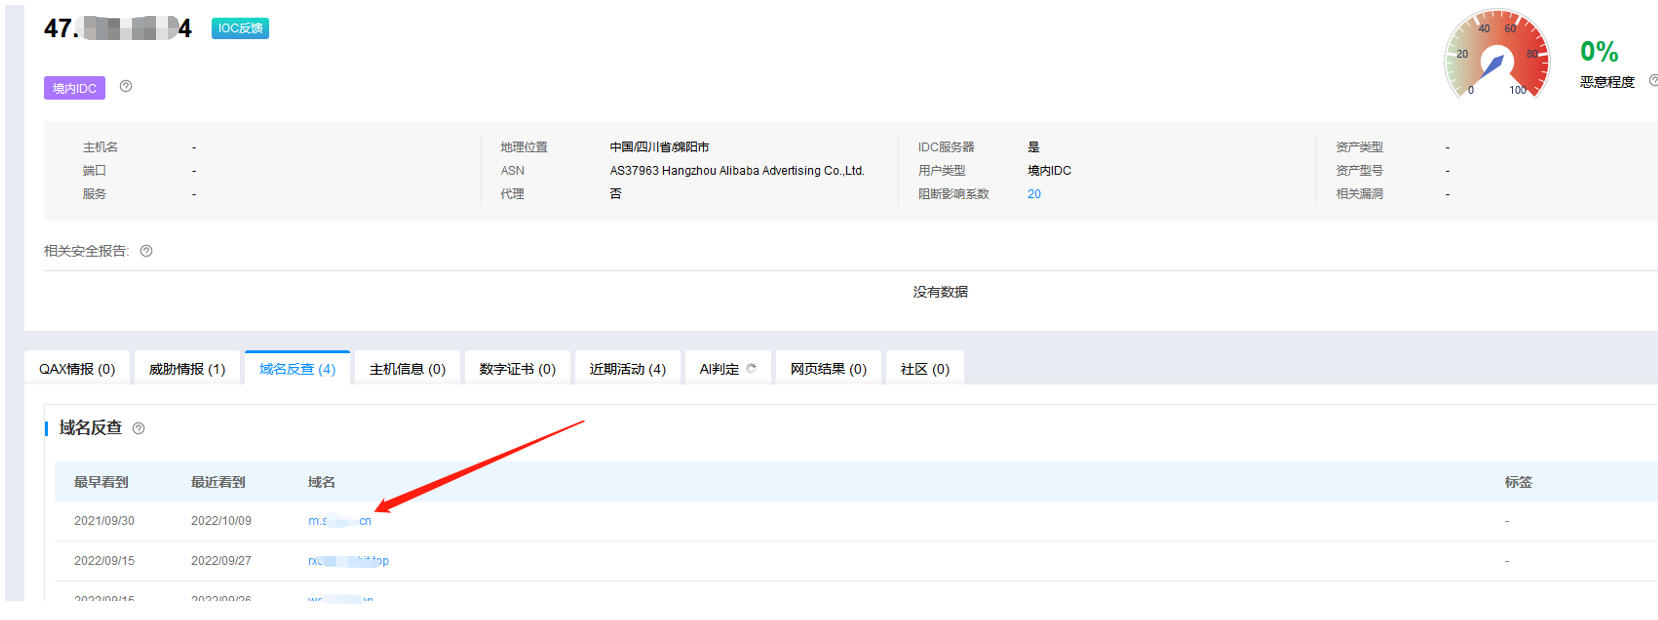 47. 4 IOC反馈
境内IDC
0 20 40 60 80 100
0%
恶意程度
主机名 -
端口 -
服务 -
地理位置 中国/四川省/绵阳市
ASN AS37963 Hangzhou Alibaba Advertising Co.,Ltd.
代理 否
IDC服务器 是
用户类型 境内IDC
阻断影响系数 20
资产类型 -
资产型号 -
相关漏洞 -
相关安全报告:
没有数据
QAX情报 (0) 威胁情报 (1) 域名反查 (4) 主机信息 (0) 数字证书 (0) 近期活动 (4) AI判定 网页结果 (0) 社区 (0)
域名反查
最早看到 最近看到 域名 标签
2021/09/30 2022/10/09 m.s cn -
2022/09/15 2022/09/27 -
2022/09/15 2022/09/26